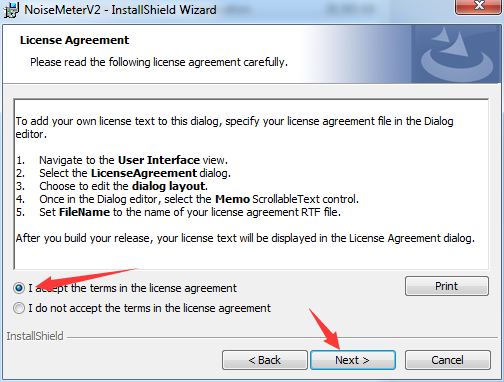 NoiseMeterV2 - InstallShield Wizard
License Agreement
Please read the following license agreement carefully.
To add your own license text to this dialog, specify your license agreement file in the Dialog
editor.
1. Navigate to the User Interface view.
2. Select the LicenseAgreement dialog.
3. Choose to edit the dialog layout.
4. Once in the Dialog editor, select the Memo ScrollableText control.
5. Set FileName to the name of your license agreement RTF file.
After you build your release, your license text will be displayed in the License Agreement dialog.
I accept the terms in the license agreement
Print
I do not accept the terms in the license agreement
InstallShield
< Back
Next >
Cancel